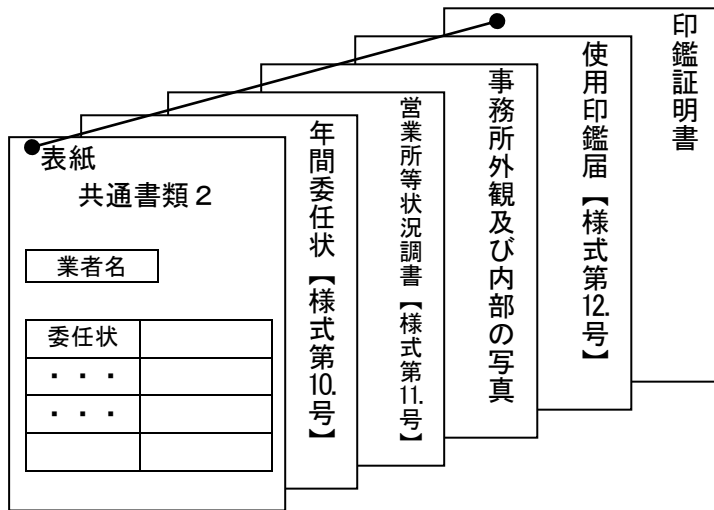 表紙
共通書類２
業者名
委任状
・・・
・・・
年間委任状【様式第10.号】
営業所等状況調書【様式第11.号】
事務所外観及び内部の写真
使用印鑑届【様式第12.号】
印鑑証明書